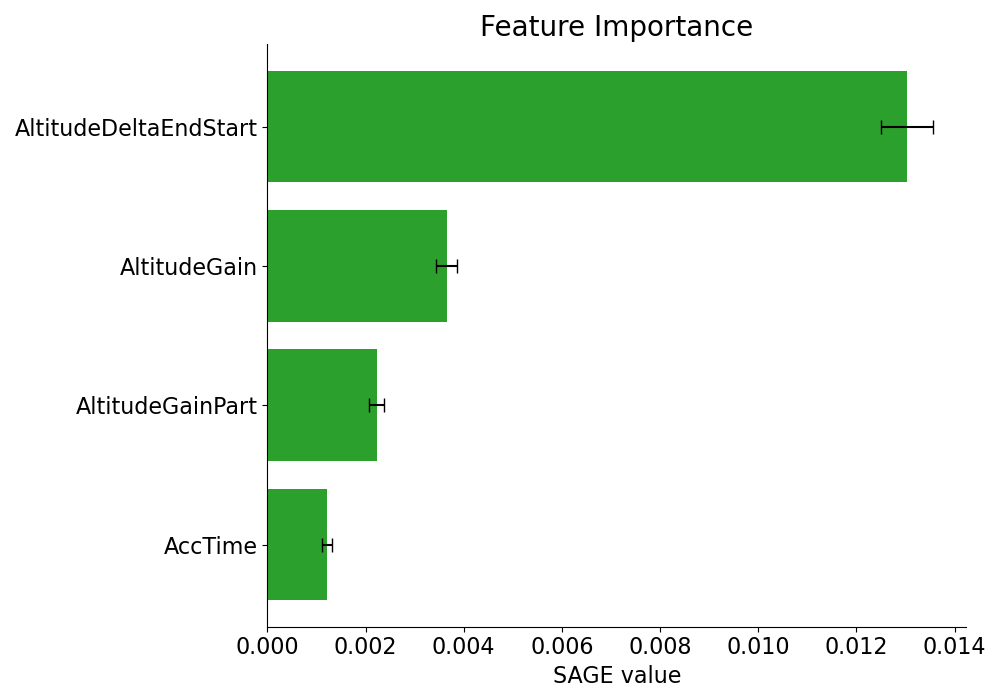 Feature Importance
AltitudeDeltaEndStart
AltitudeGain
AltitudeGainPart
AccTime
0.000 0.002 0.004 0.006 0.008 0.010 0.012 0.014
SAGE value